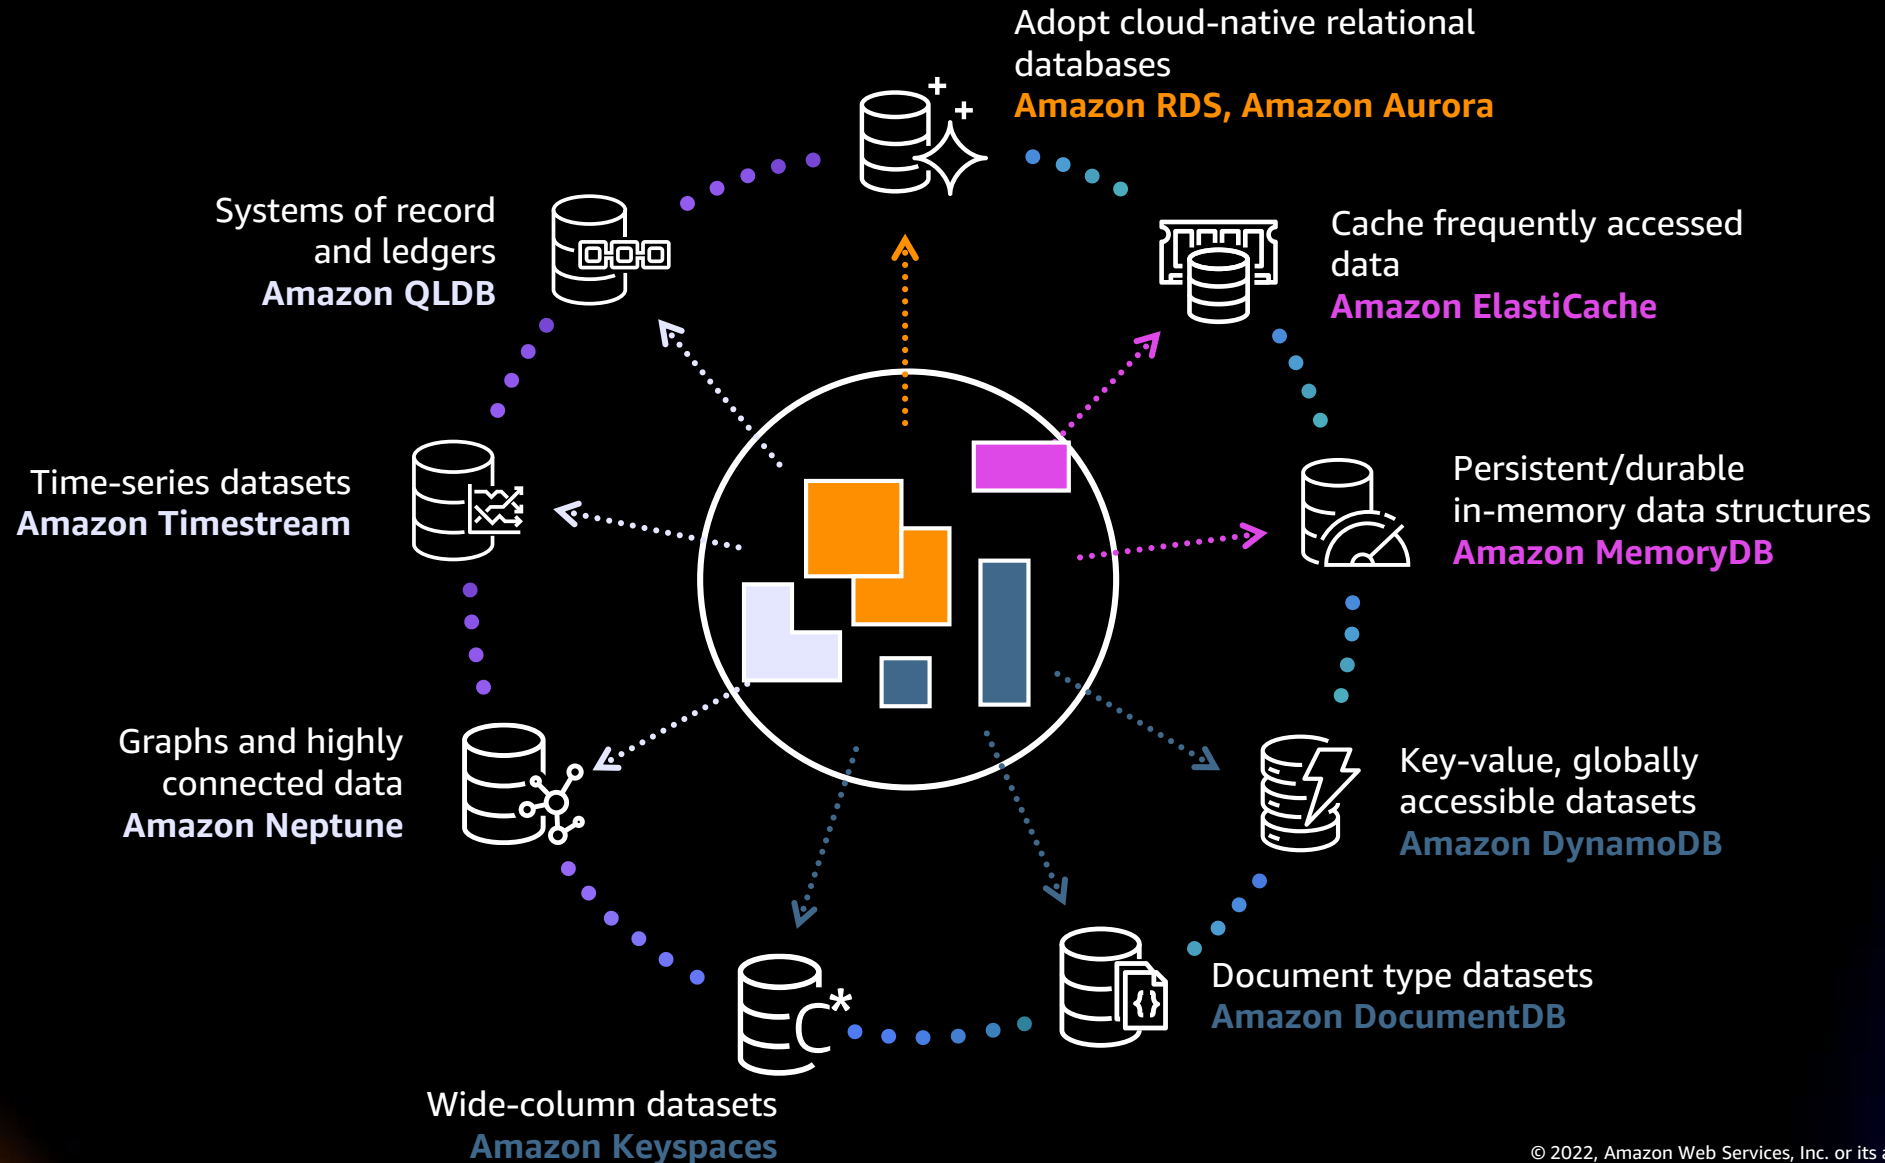 Adopt cloud-native relational
databases
Amazon RDS, Amazon Aurora
Systems of record
and ledgers
Amazon QLDB
Cache frequently accessed
data
Amazon ElastiCache
Time-series datasets
Amazon Timestream
Persistent/durable
in-memory data structures
Amazon MemoryDB
Graphs and highly
connected data
Amazon Neptune
Key-value, globally
accessible datasets
Amazon DynamoDB
{}
Document type datasets
Amazon DocumentDB
C*
Wide-column datasets
Amazon Keyspaces
© 2022, Amazon Web Services, Inc. or its a